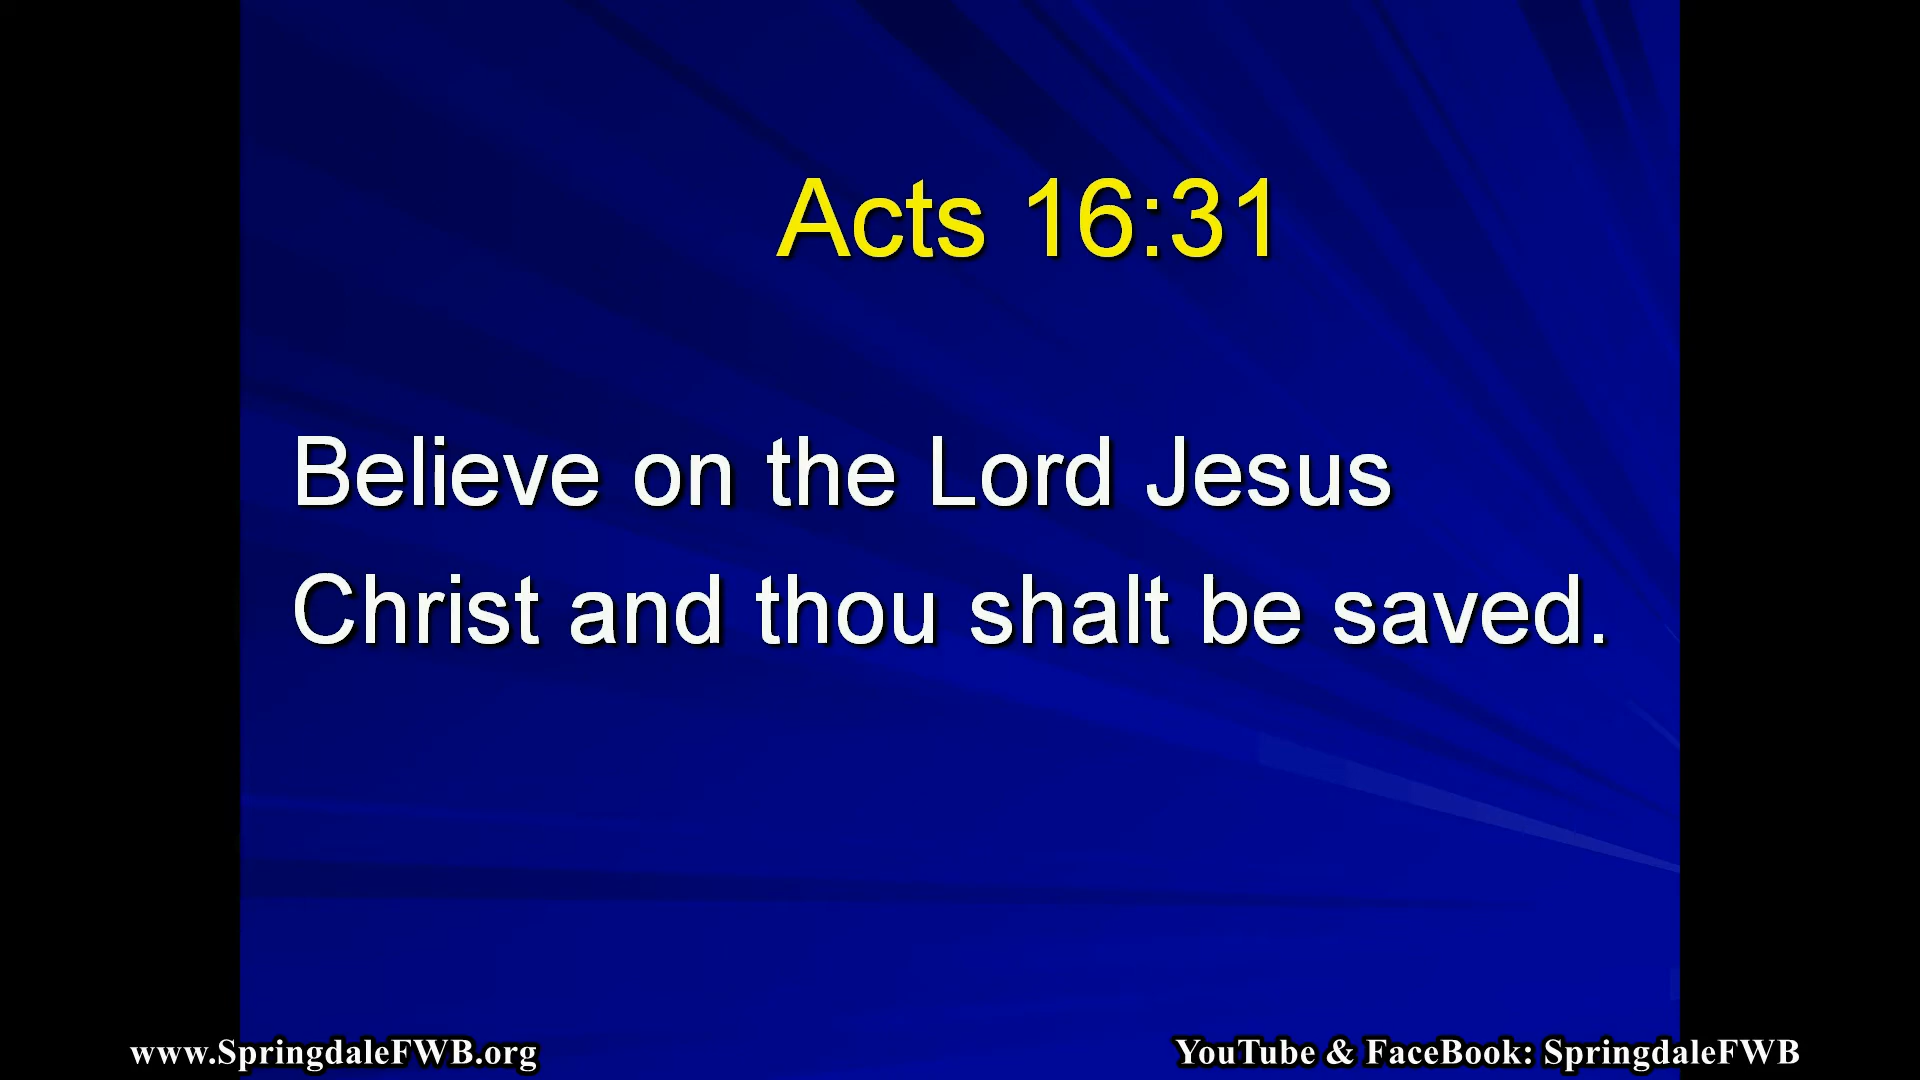 Acts 16:31
Believe on the Lord Jesus
Christ and thou shalt be saved.
www.SpringdaleFWB.org
YouTube & FaceBook: SpringdaleFWB